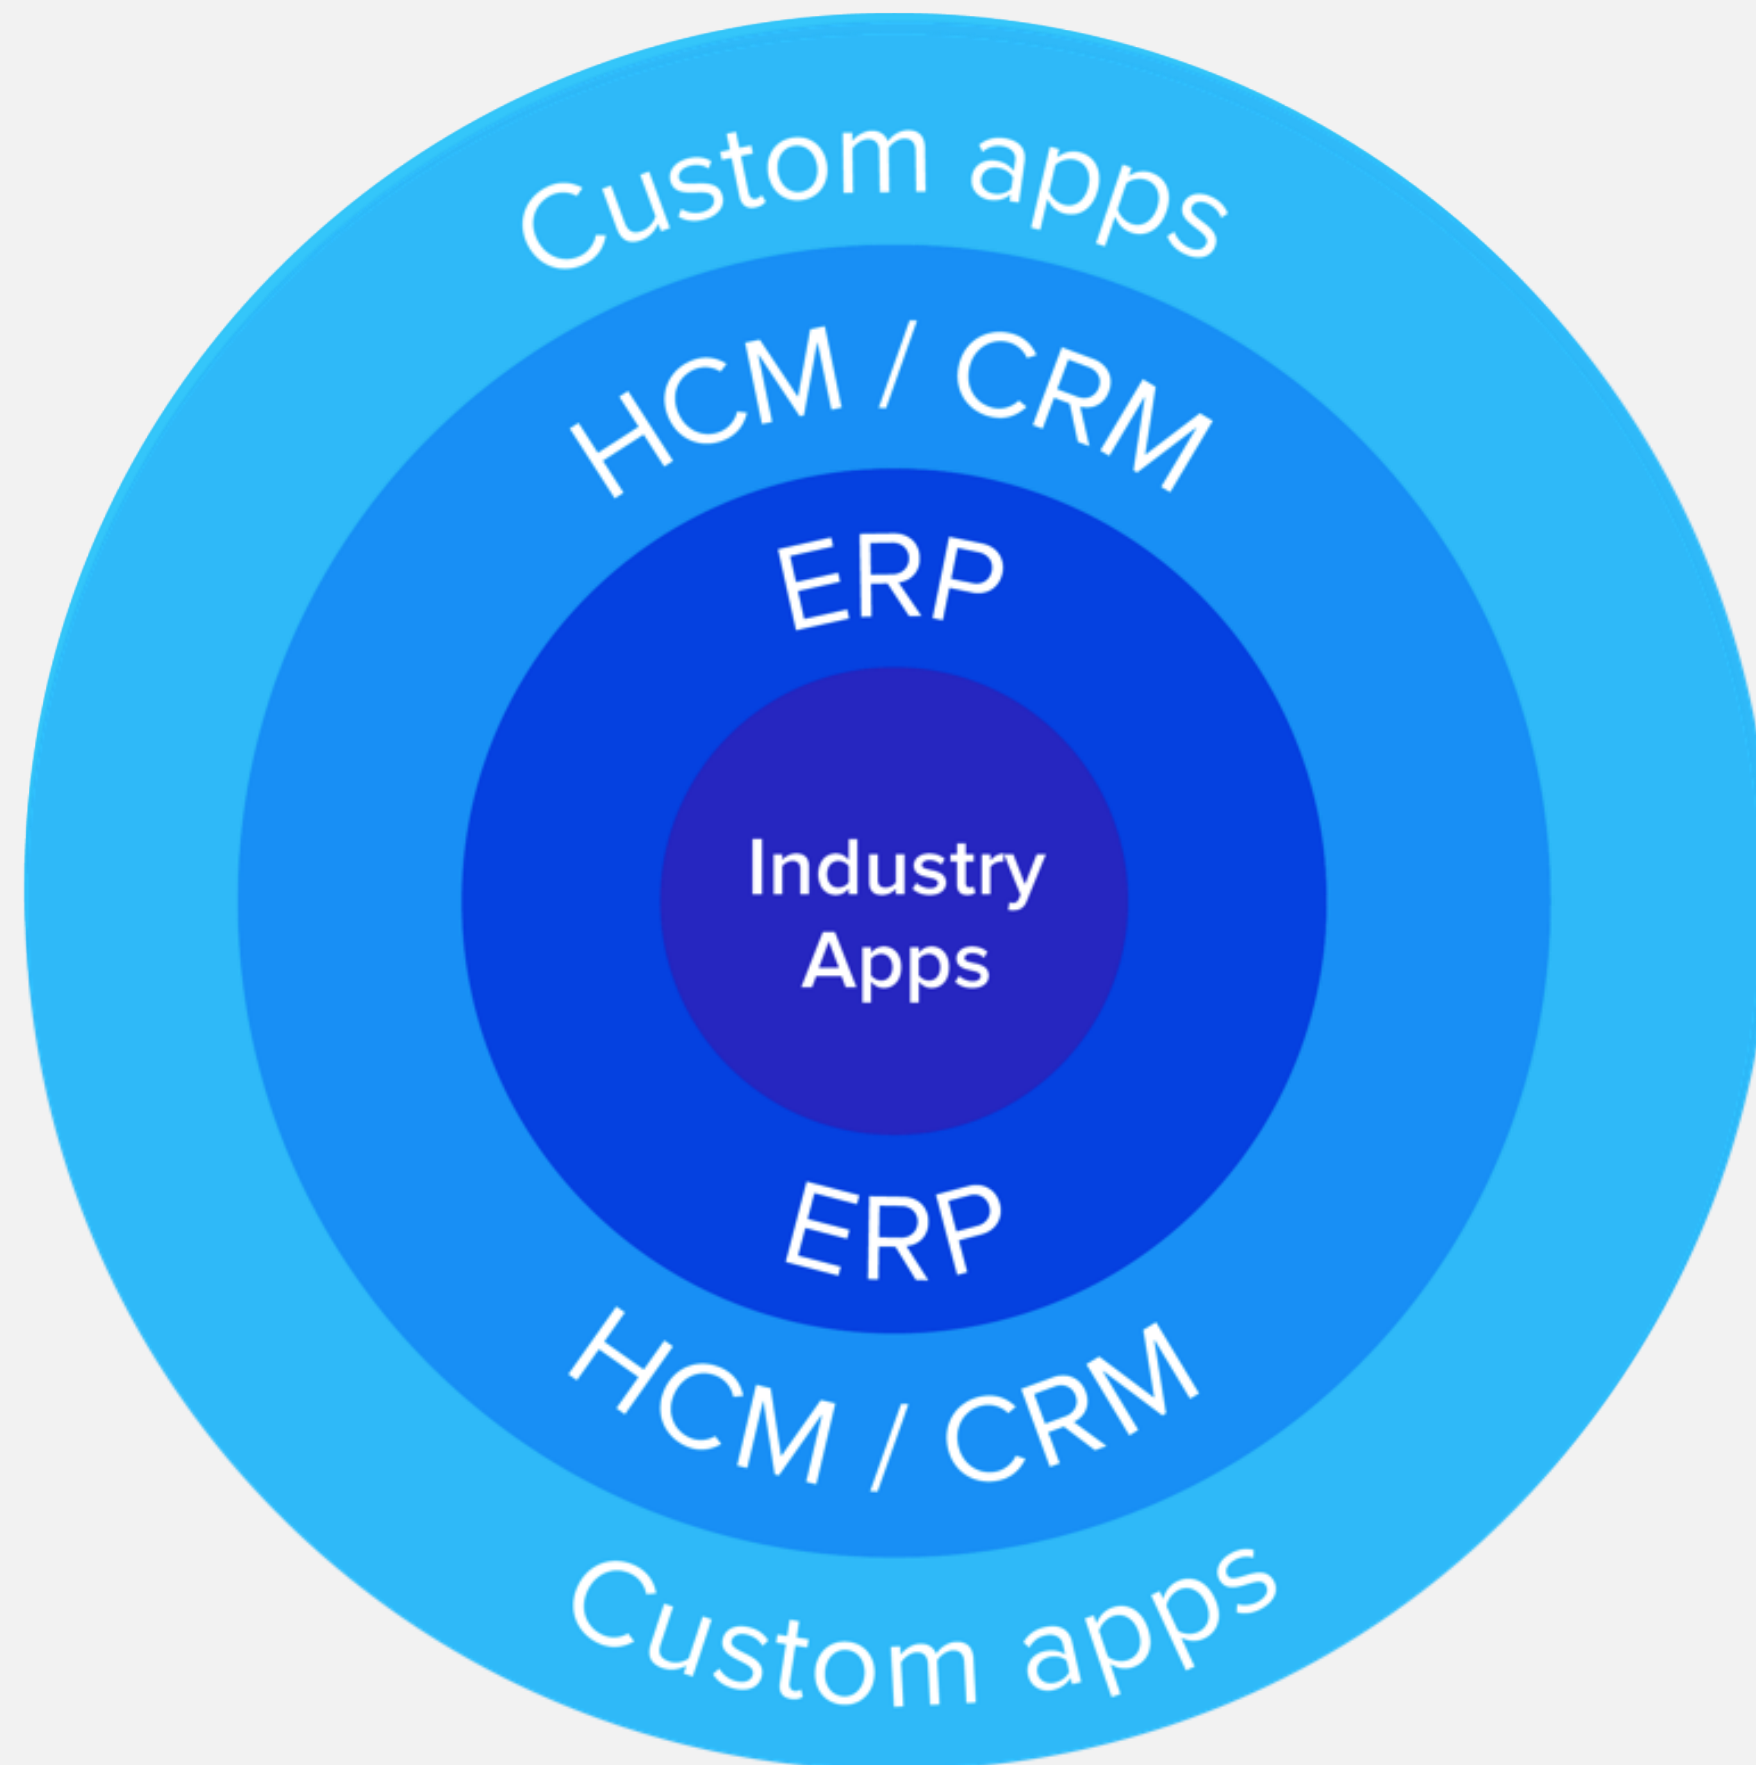 Custom apps
HCM / CRM
ERP
Industry
Apps
ERP
HCM / CRM
Custom apps